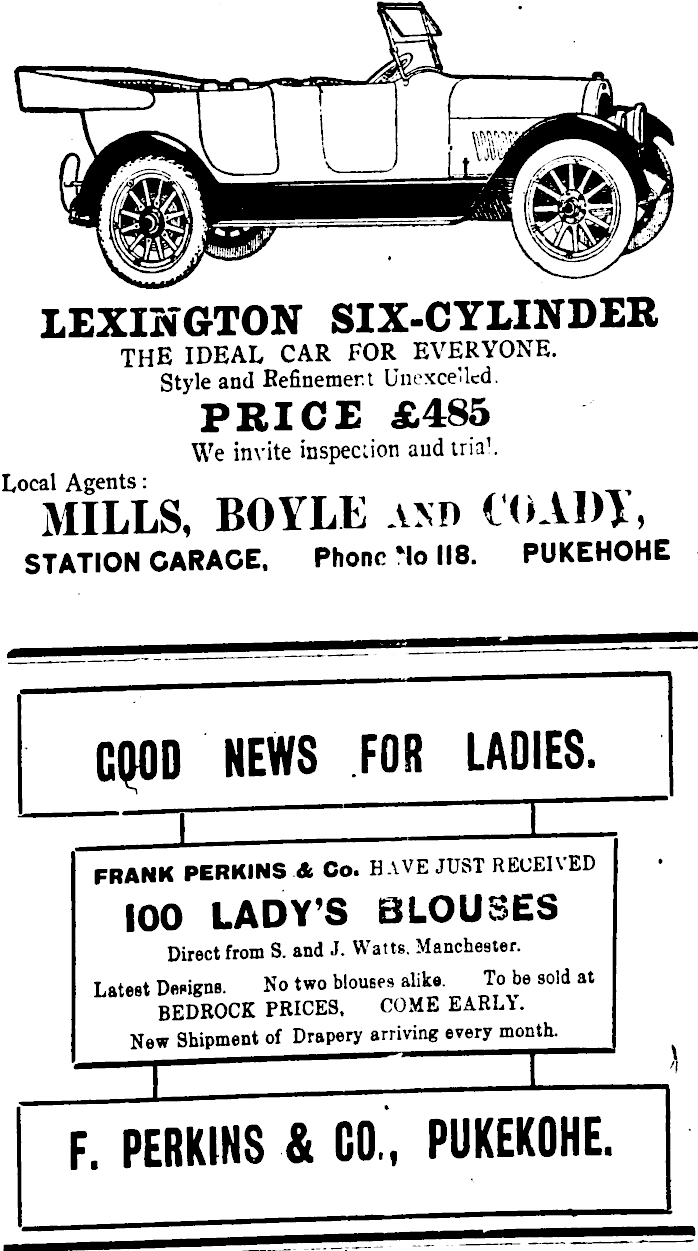 LEXINGTON SIX-CYLINDER
THE IDEAL CAR FOR EVERYONE.
Style and Refinement Unexcelled.
PRICE £485
We invite inspection and trial.
Local Agents :
MILLS, BOYLE AND COADY,
STATION GARAGE, Phone No 118. PUKEHOHE
GOOD NEWS FOR LADIES.
FRANK PERKINS & Co. HAVE JUST RECEIVED
100 LADY'S BLOUSES
Direct from S. and J. Watts, Manchester.
Latest Designs. No two blouses alike. To be sold at
BEDROCK PRICES, COME EARLY.
New Shipment of Drapery arriving every month.
F. PERKINS & CO., PUKEKOHE.